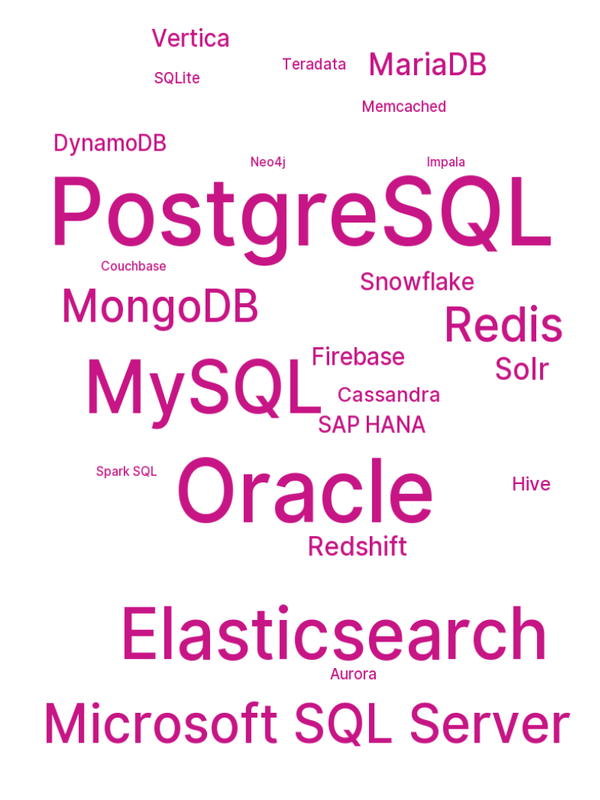 Vertica
Teradata
MariaDB
SQLite
Memcached
DynamoDB
Neo4j
Impala
PostgreSQL
Couchbase
Snowflake
MongoDB
Redis
Firebase
Solr
MySQL
Cassandra
SAP HANA
Spark SQL
Oracle
Hive
Redshift
Elasticsearch
Aurora
Microsoft SQL Server